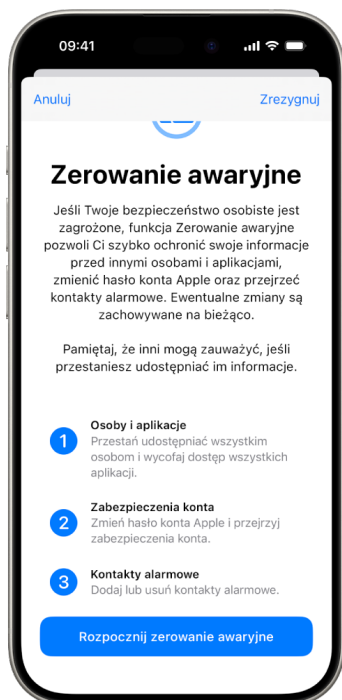 09:41
Anuluj
Zrezygnuj
Zerowanie awaryjne
Jeśli Twoje bezpieczeństwo osobiste jest
zagrożone, funkcja Zerowanie awaryjne
pozwoli Ci szybko ochronić swoje informacje
przed innymi osobami i aplikacjami,
zmienić hasło konta Apple oraz przejrzeć
kontakty alarmowe. Ewentualne zmiany są
zachowywane na bieżąco.
Pamiętaj, że inni mogą zauważyć, jeśli
przestaniesz udostępniać im informacje.
1
Osoby i aplikacje
Przestań udostępniać wszystkim
osobom i wycofaj dostęp wszystkich
aplikacji.
2
Zabezpieczenia konta
Zmień hasło konta Apple i przejrzyj
zabezpieczenia konta.
3
Kontakty alarmowe
Dodaj lub usuń kontakty alarmowe.
Rozpocznij zerowanie awaryjne